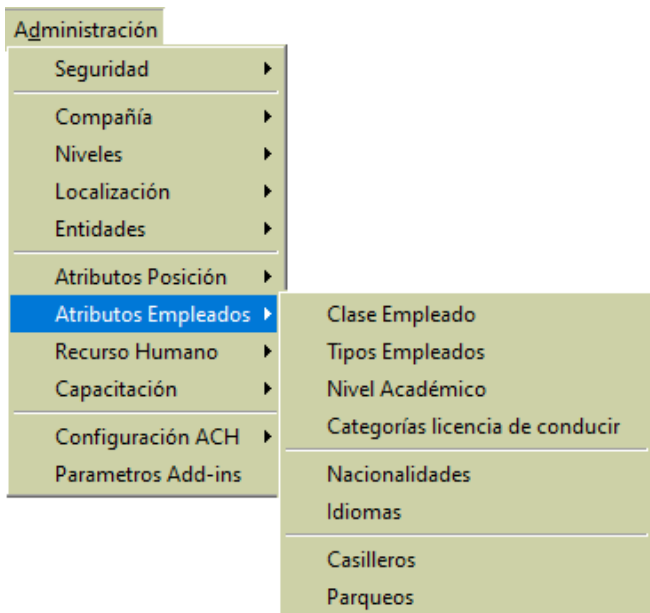 Administración
Seguridad
Compañía
Niveles
Localización
Entidades
Atributos Posición
Atributos Empleados
Recurso Humano
Capacitación
Configuración ACH
Parametros Add-ins
Clase Empleado
Tipos Empleados
Nivel Académico
Categorías licencia de conducir
Nacionalidades
Idiomas
Casilleros
Parqueos